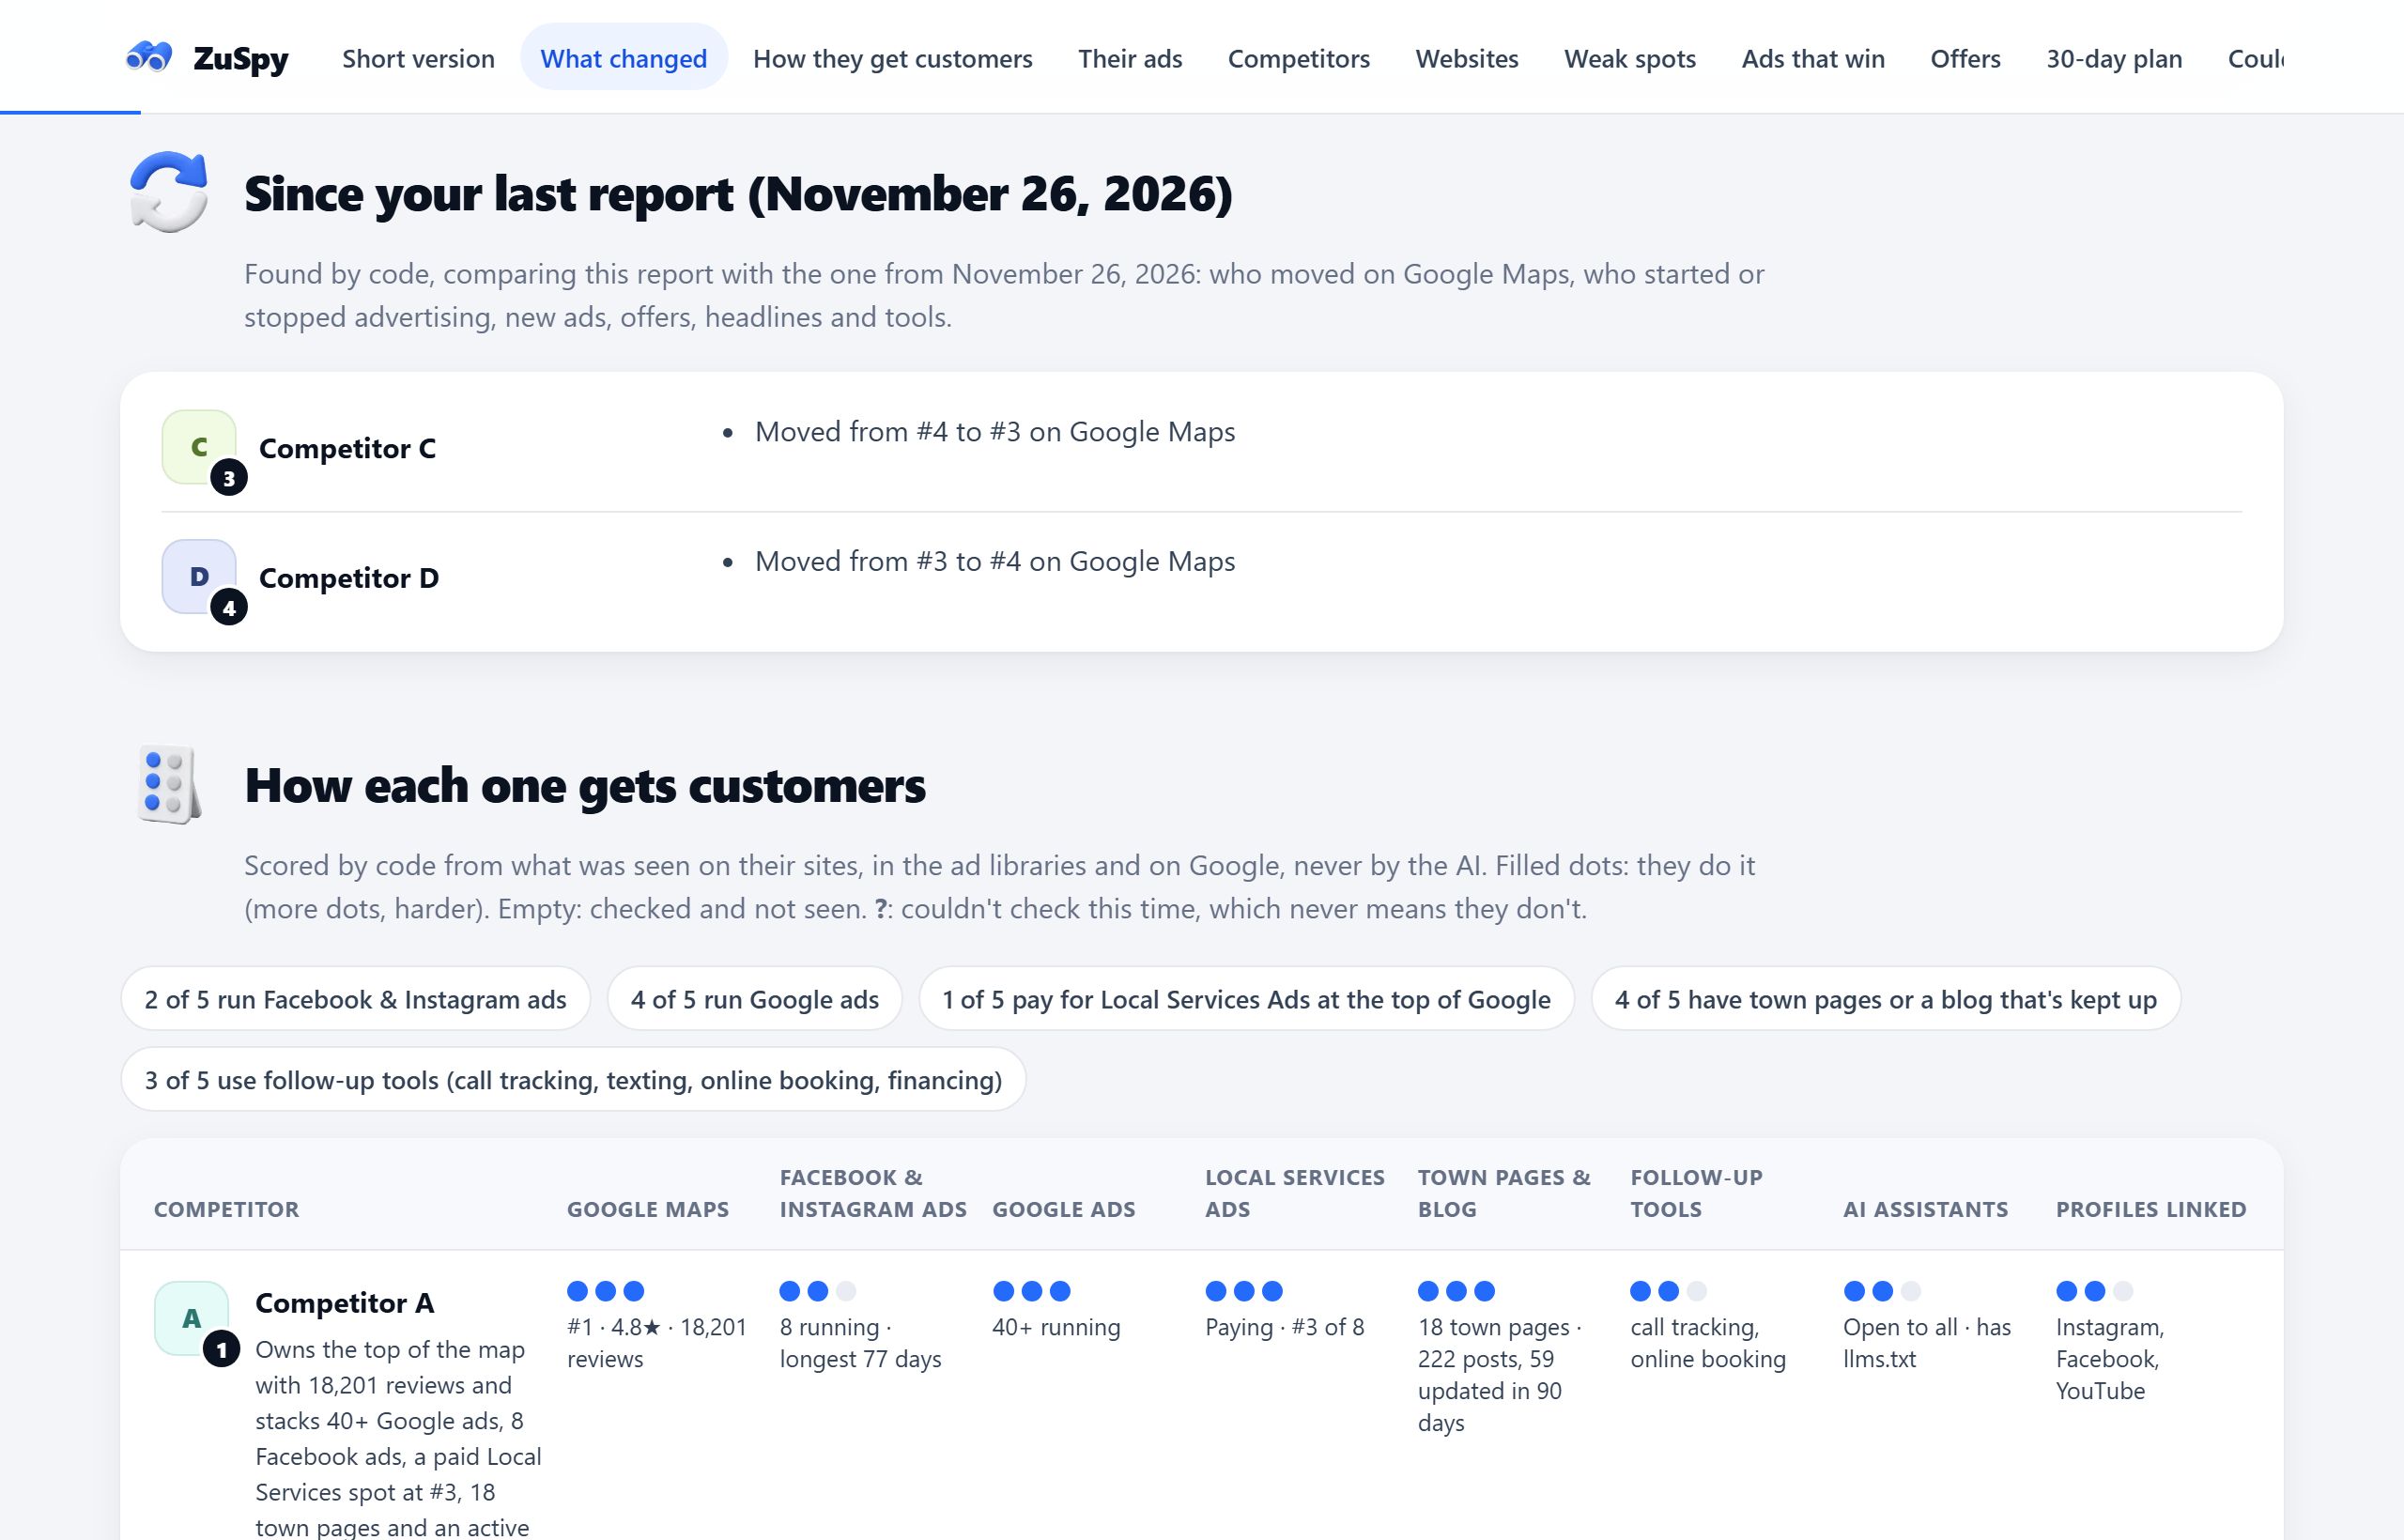 ZuSpy
Short version
What changed
How they get customers
Their ads
Competitors
Websites
Weak spots
Ads that win
Offers
30-day plan
Since your last report (November 26, 2026)
Found by code, comparing this report with the one from November 26, 2026: who moved on Google Maps, who started or
stopped advertising, new ads, offers, headlines and tools.
C
3
Competitor C
• Moved from #4 to #3 on Google Maps
D
4
Competitor D
• Moved from #3 to #4 on Google Maps
How each one gets customers
Scored by code from what was seen on their sites, in the ad libraries and on Google, never by the AI. Filled dots: they do it
(more dots, harder). Empty: checked and not seen. ?: couldn't check this time, which never means they don't.
2 of 5 run Facebook & Instagram ads
4 of 5 run Google ads
1 of 5 pay for Local Services Ads at the top of Google
4 of 5 have town pages or a blog that's kept up
3 of 5 use follow-up tools (call tracking, texting, online booking, financing)
COMPETITOR
GOOGLE MAPS
FACEBOOK &
INSTAGRAM ADS
GOOGLE ADS
LOCAL SERVICES
ADS
TOWN PAGES &
BLOG
FOLLOW-UP
TOOLS
AI ASSISTANTS
PROFILES LINKED
A
1
Competitor A
Owns the top of the map
with 18,201 reviews and
stacks 40+ Google ads, 8
Facebook ads, a paid Local
Services spot at #3, 18
town pages and an active
#1 · 4.8★ · 18,201
reviews
8 running ·
longest 77 days
40+ running
Paying · #3 of 8
18 town pages ·
222 posts, 59
updated in 90
days
call tracking,
online booking
Open to all · has
llms.txt
Instagram,
Facebook,
YouTube